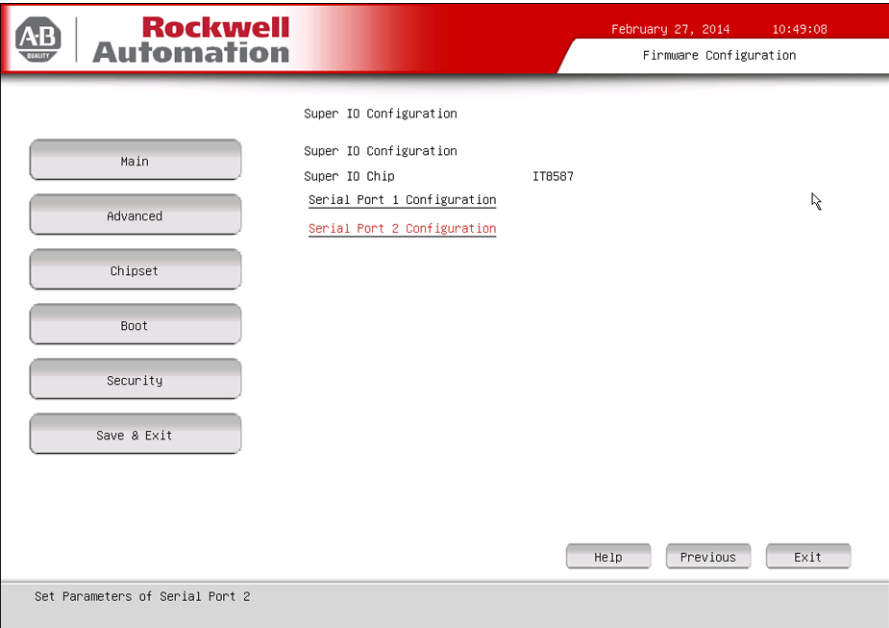 A·B
QUALITY
Rockwell
Automation
February 27, 2014 10:49:08
Firmware Configuration
Super IO Configuration
Super IO Configuration
Super IO Chip IT8587
Serial Port 1 Configuration
Serial Port 2 Configuration
Main
Advanced
Chipset
Boot
Security
Save & Exit
Help Previous Exit
Set Parameters of Serial Port 2